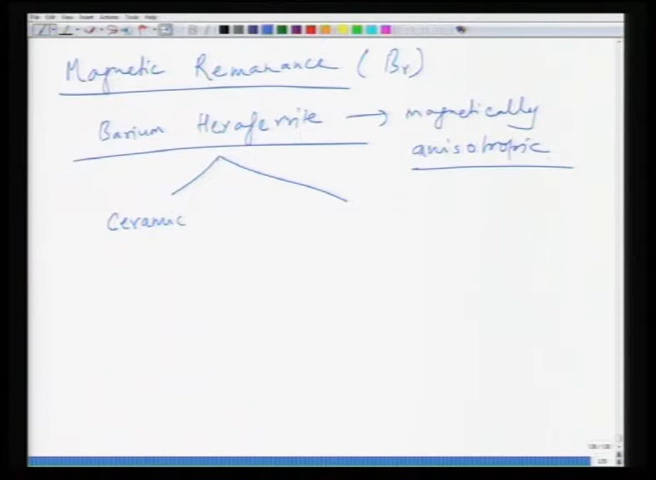 Magnetic Remanance (Br)
Barium Hexaferrite → magnetically
anisotropic
Ceramic